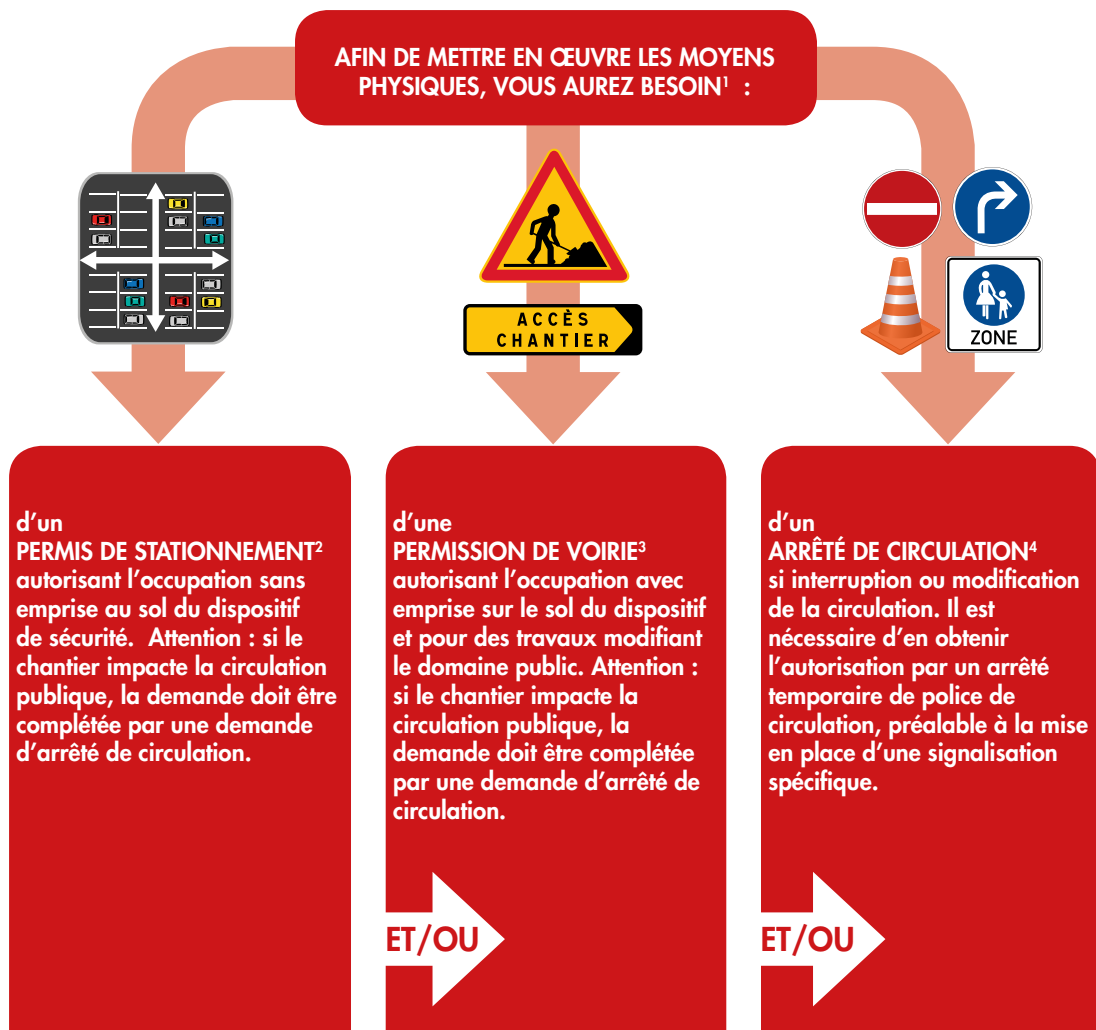 AFIN DE METTRE EN ŒUVRE LES MOYENS
PHYSIQUES, VOUS AUREZ BESOIN¹ :
ACCÈS
CHANTIER
ZONE
d’un
PERMIS DE STATIONNEMENT²
autorisant l’occupation sans
emprise au sol du dispositif
de sécurité. Attention : si le
chantier impacte la circulation
publique, la demande doit être
complétée par une demande
d’arrêté de circulation.
d’une
PERMISSION DE VOIRIE³
autorisant l’occupation avec
emprise sur le sol du dispositif
et pour des travaux modifiant
le domaine public. Attention :
si le chantier impacte la
circulation publique, la
demande doit être complétée
par une demande d’arrêté de
circulation.
ET/OU
d’un
ARRÊTÉ DE CIRCULATION⁴
si interruption ou modification
de la circulation. Il est
nécessaire d’en obtenir
l’autorisation par un arrêté
temporaire de police de
circulation, préalable à la mise
en place d’une signalisation
spécifique.
ET/OU